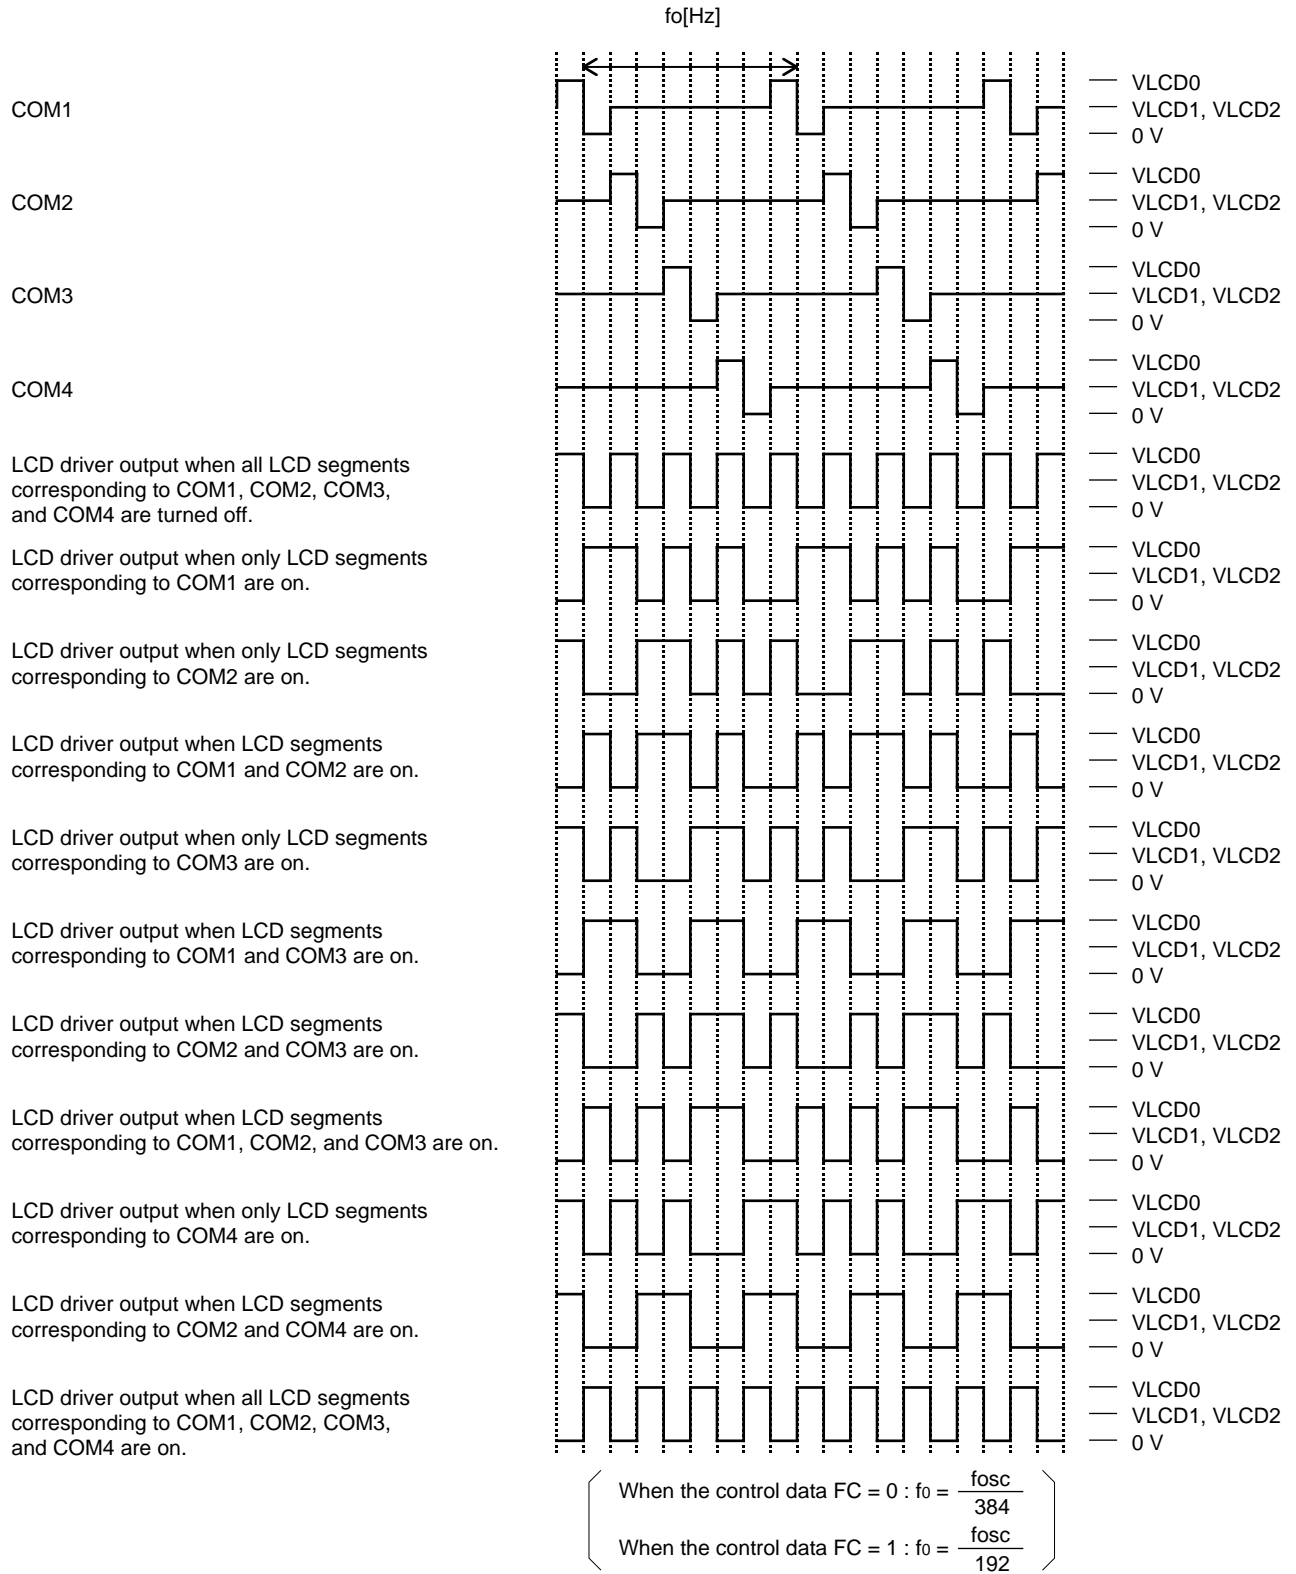 fo[Hz]
COM1
VLCD0
VLCD1, VLCD2
0 V
COM2
VLCD0
VLCD1, VLCD2
0 V
COM3
VLCD0
VLCD1, VLCD2
0 V
COM4
VLCD0
VLCD1, VLCD2
0 V
LCD driver output when all LCD segments
corresponding to COM1, COM2, COM3,
and COM4 are turned off.
VLCD0
VLCD1, VLCD2
0 V
LCD driver output when only LCD segments
corresponding to COM1 are on.
VLCD0
VLCD1, VLCD2
0 V
LCD driver output when only LCD segments
corresponding to COM2 are on.
VLCD0
VLCD1, VLCD2
0 V
LCD driver output when LCD segments
corresponding to COM1 and COM2 are on.
VLCD0
VLCD1, VLCD2
0 V
LCD driver output when only LCD segments
corresponding to COM3 are on.
VLCD0
VLCD1, VLCD2
0 V
LCD driver output when LCD segments
corresponding to COM1 and COM3 are on.
VLCD0
VLCD1, VLCD2
0 V
LCD driver output when LCD segments
corresponding to COM2 and COM3 are on.
VLCD0
VLCD1, VLCD2
0 V
LCD driver output when LCD segments
corresponding to COM1, COM2, and COM3 are on.
VLCD0
VLCD1, VLCD2
0 V
LCD driver output when only LCD segments
corresponding to COM4 are on.
VLCD0
VLCD1, VLCD2
0 V
LCD driver output when LCD segments
corresponding to COM2 and COM4 are on.
VLCD0
VLCD1, VLCD2
0 V
LCD driver output when all LCD segments
corresponding to COM1, COM2, COM3,
and COM4 are on.
VLCD0
VLCD1, VLCD2
0 V
When the control data FC = 0 : f0 = fosc
384
When the control data FC = 1 : f0 = fosc
192